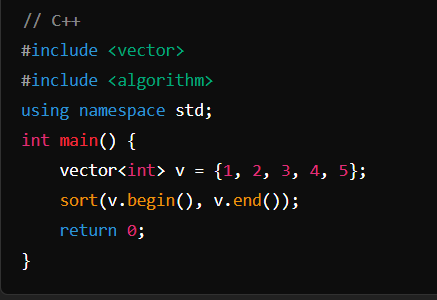 // C++
#include <vector>
#include <algorithm>
using namespace std;
int main() {
    vector<int> v = {1, 2, 3, 4, 5};
    sort(v.begin(), v.end());
    return 0;
}